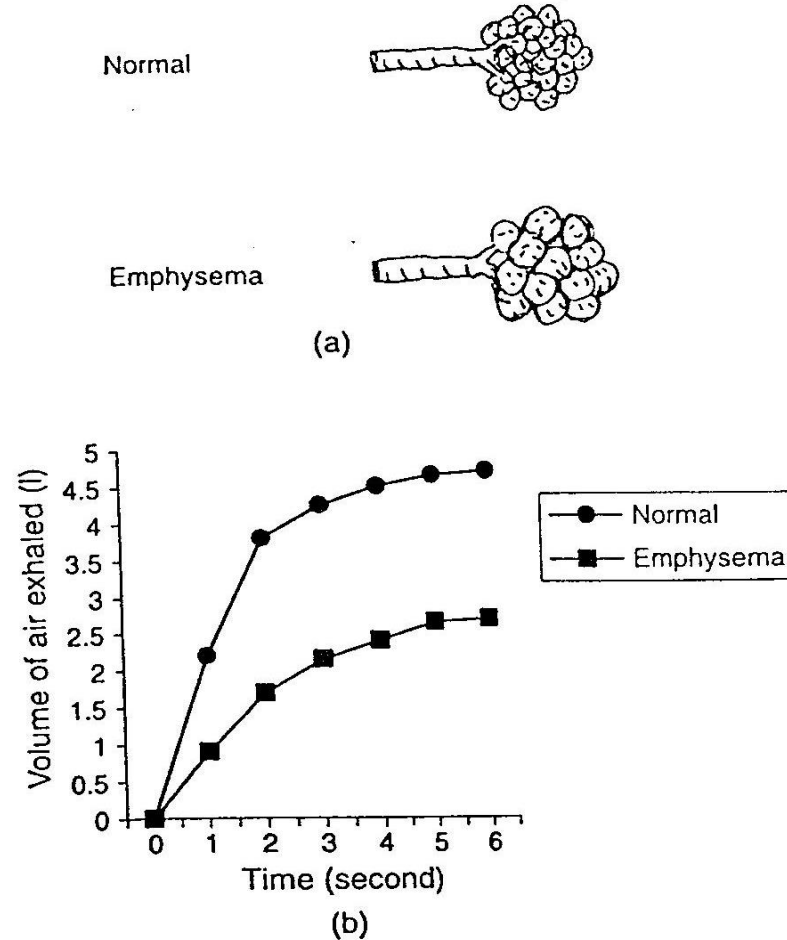 Normal
Emphysema
(a)
Volume of air exhaled (l)
5
4.5
4
3.5
3
2.5
2
1.5
1
0.5
0
0 1 2 3 4 5 6
Time (second)
Normal
Emphysema
(b)